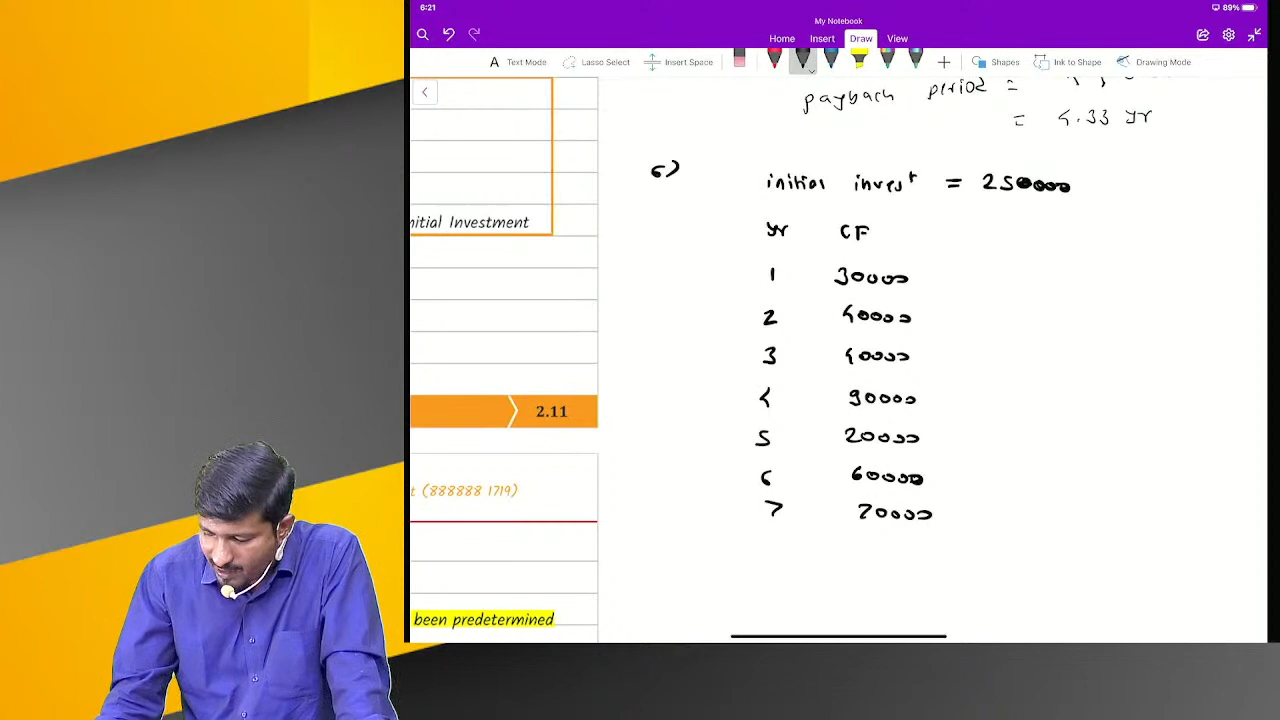 6:21
89%
My Notebook
Home Insert Draw View
Text Mode Lasso Select Insert Space Shapes Ink to Shape Drawing Mode
payback period =
= 4.33 yr
6) initial invest = 250000
nitial Investment
yr CF
1 30000
2 40000
3 40000
4 90000
2.11
5 20000
6 60000
t (888888 1719)
7 70000
been predetermined